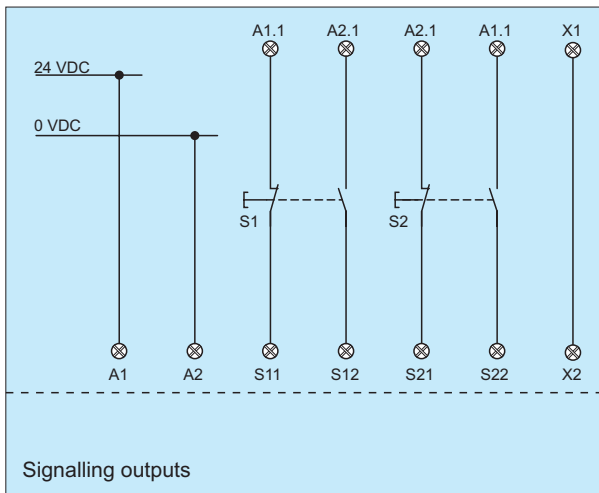 A1.1 A2.1 A2.1 A1.1 X1
24 VDC
0 VDC
S1 S2
A1 A2 S11 S12 S21 S22 X2
Signalling outputs